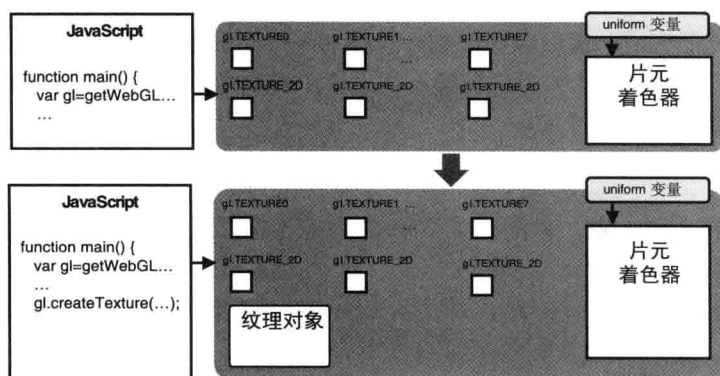 JavaScript
function main() {
var gl=getWebGL…
…
gl.TEXTURE0
gl.TEXTURE1 …
gl.TEXTURE7
…
gl.TEXTURE_2D
gl.TEXTURE_2D
gl.TEXTURE_2D
uniform 变量
片元
着色器
JavaScript
function main() {
var gl=getWebGL…
…
gl.createTexture(…);
gl.TEXTURE0
gl.TEXTURE1 …
gl.TEXTURE7
…
gl.TEXTURE_2D
gl.TEXTURE_2D
gl.TEXTURE_2D
纹理对象
uniform 变量
片元
着色器